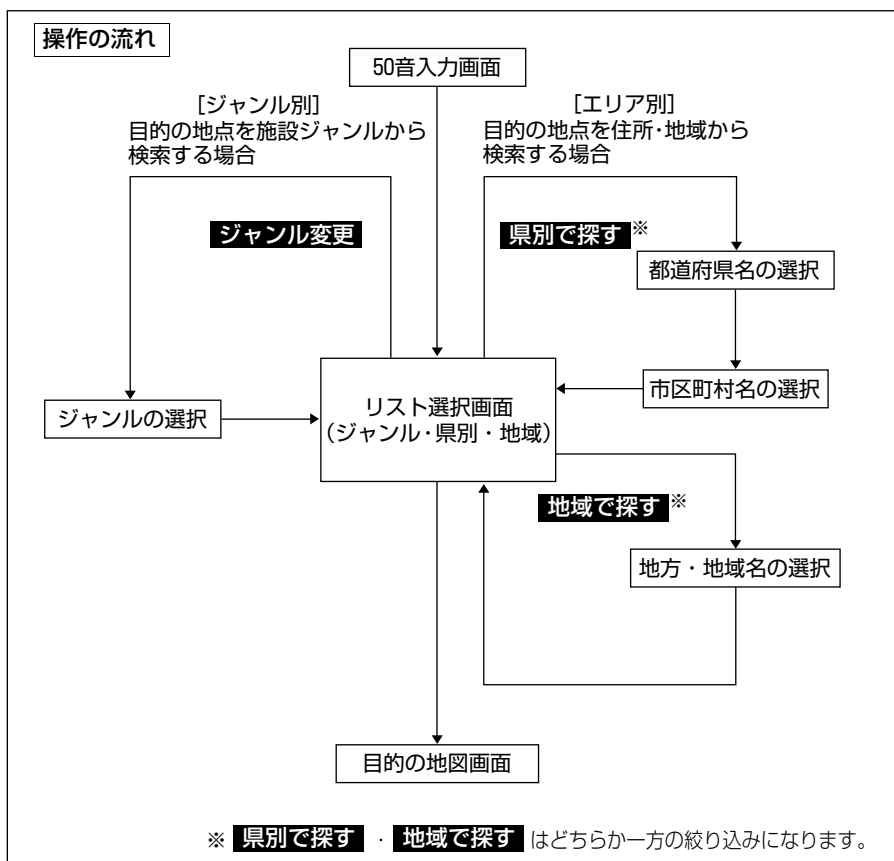 操作の流れ
50音入力画面
[ジャンル別]
目的の地点を施設ジャンルから
検索する場合
[エリア別]
目的の地点を住所・地域から
検索する場合
ジャンル変更
県別で探す※
都道府県名の選択
市区町村名の選択
ジャンルの選択
リスト選択画面
（ジャンル・県別・地域）
地域で探す※
地方・地域名の選択
目的の地図画面
※ 県別で探す ・ 地域で探す はどちらか一方の絞り込みになります。